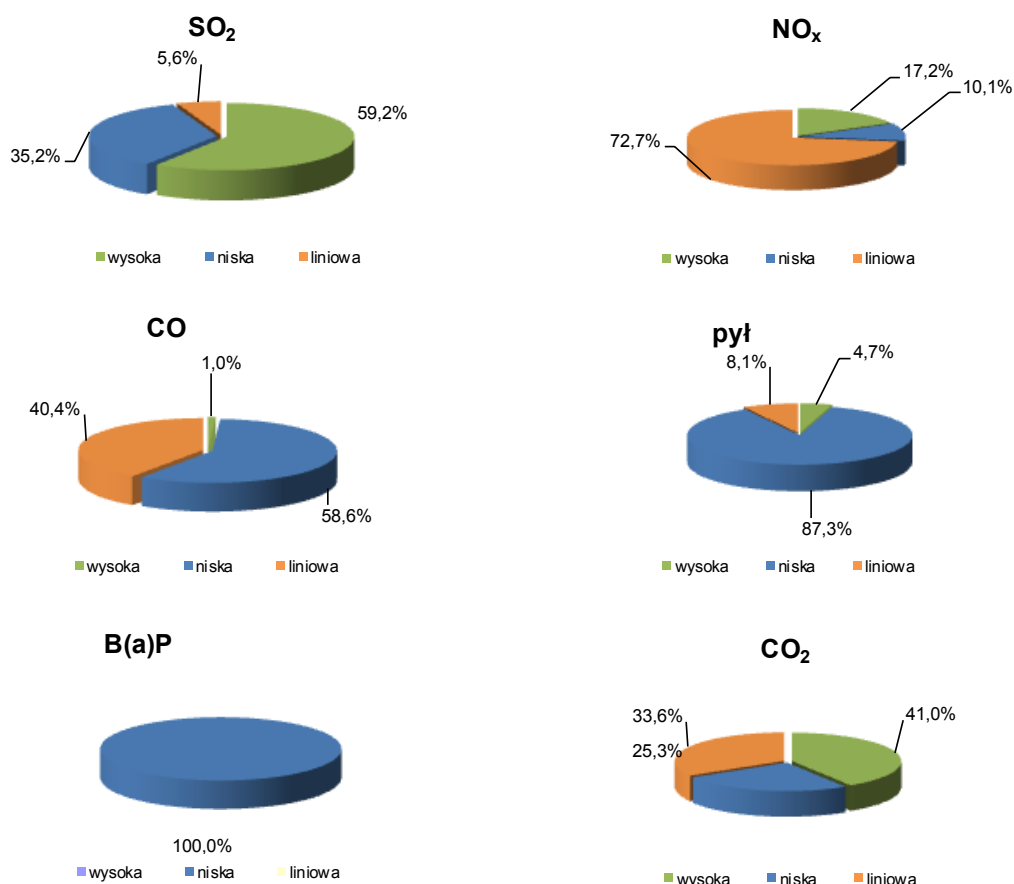 SO₂
5,6%
59,2%
35,2%
wysoka niska liniowa
NOₓ
17,2%
10,1%
72,7%
wysoka niska liniowa
CO
1,0%
40,4%
58,6%
wysoka niska liniowa
pył
8,1%
4,7%
87,3%
wysoka niska liniowa
B(a)P
100,0%
wysoka niska liniowa
CO₂
33,6%
41,0%
25,3%
wysoka niska liniowa